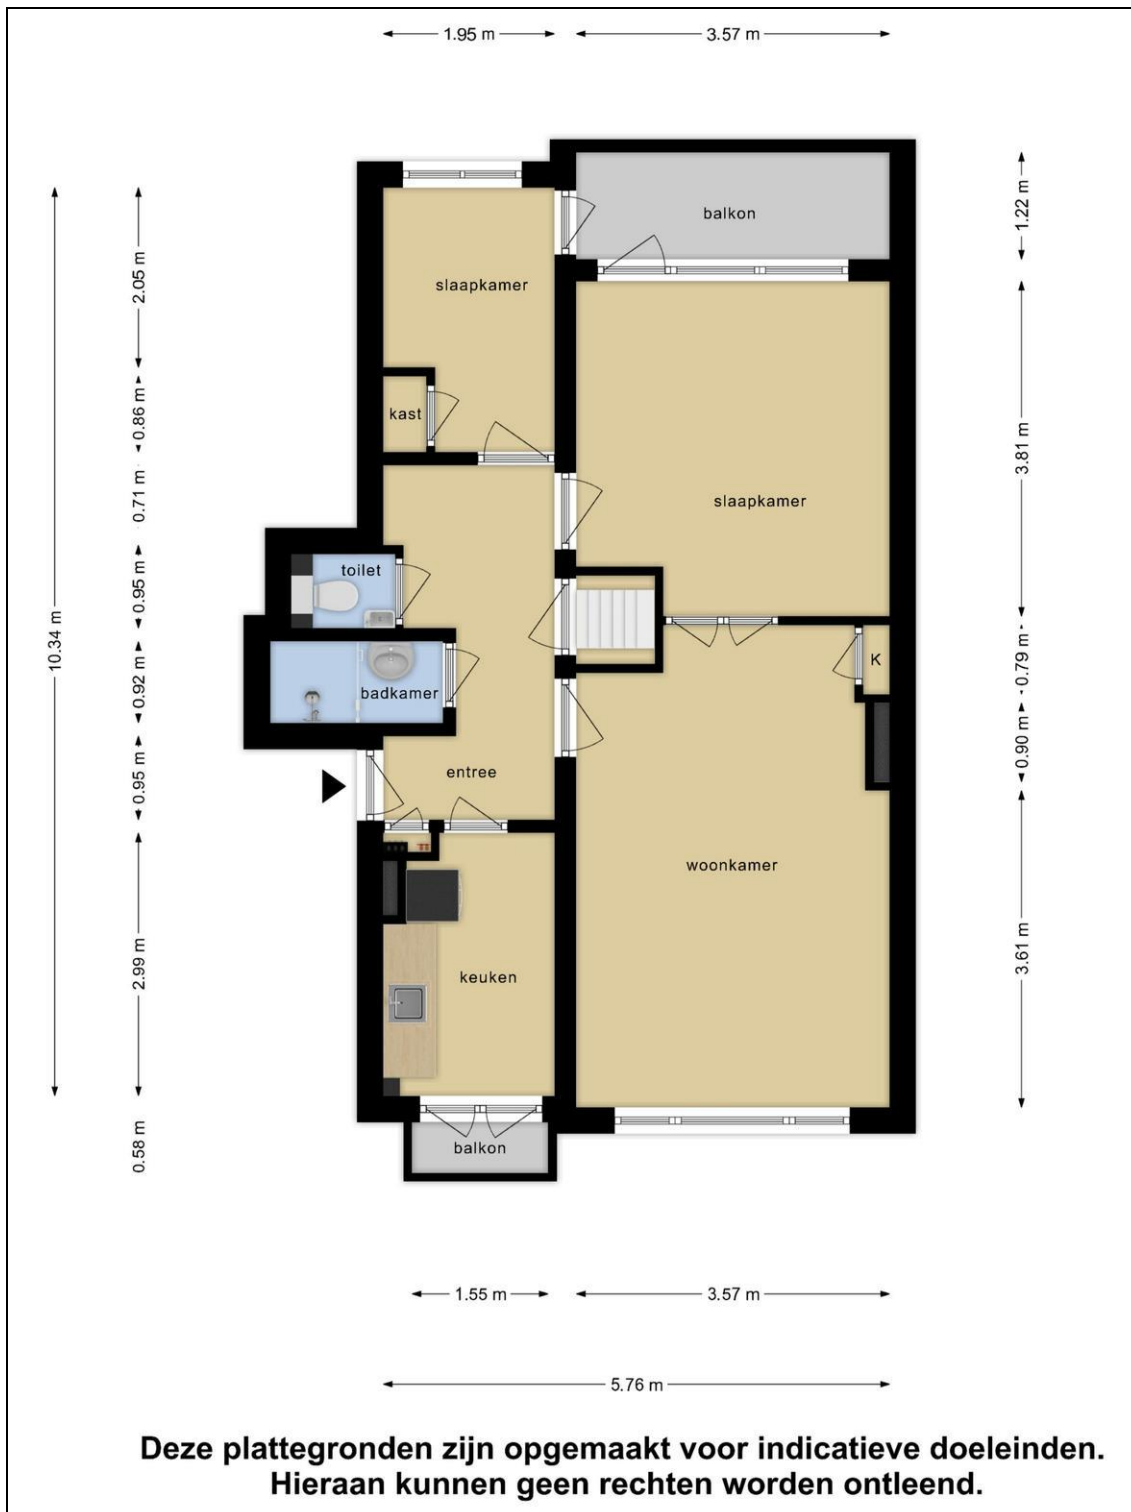 1.95 m
3.57 m
balkon
1.22 m
2.05 m
slaapkamer
0.86 m
kast
3.81 m
0.71 m
slaapkamer
toilet
0.95 m
10.34 m
0.79 m
K
0.92 m
badkamer
0.90 m
entree
0.95 m
woonkamer
3.61 m
2.99 m
keuken
0.58 m
balkon
1.55 m
3.57 m
5.76 m
Deze plattegronden zijn opgemaakt voor indicatieve doeleinden.
Hieraan kunnen geen rechten worden ontleend.